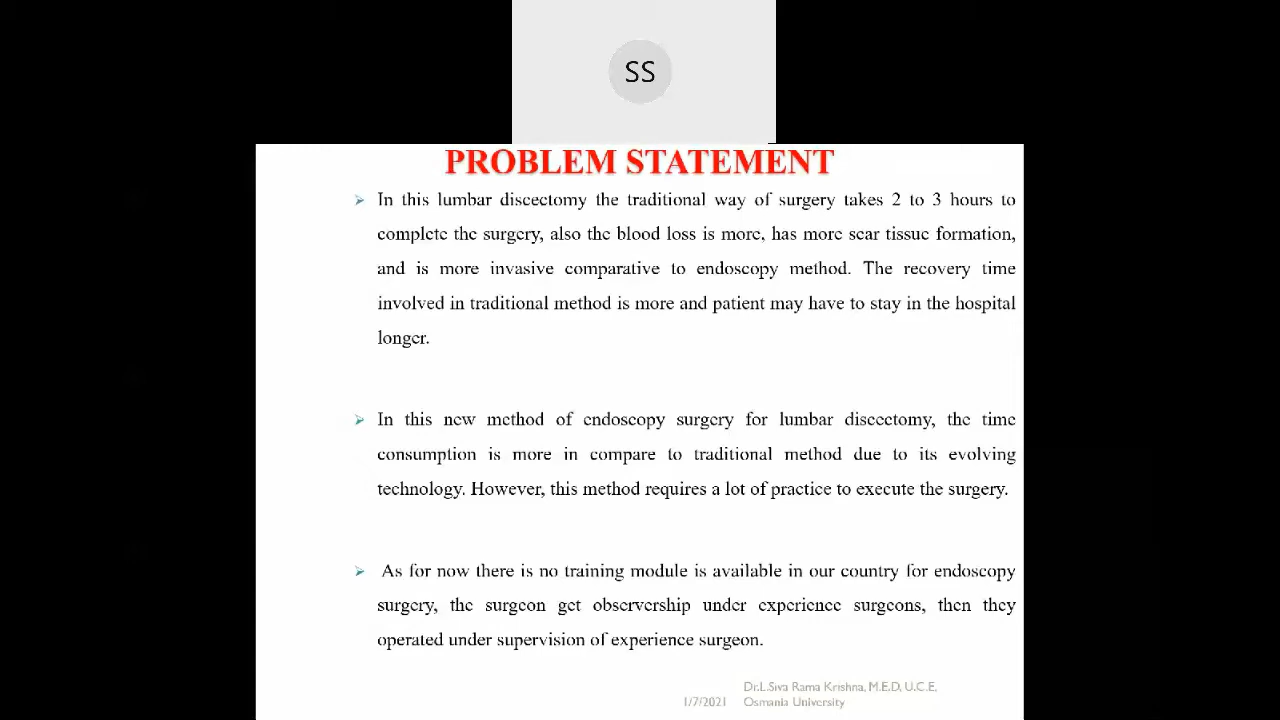 SS
PROBLEM STATEMENT
➢ In this lumbar discectomy the traditional way of surgery takes 2 to 3 hours to
complete the surgery, also the blood loss is more, has more scar tissue formation,
and is more invasive comparative to endoscopy method. The recovery time
involved in traditional method is more and patient may have to stay in the hospital
longer.
➢ In this new method of endoscopy surgery for lumbar discectomy, the time
consumption is more in compare to traditional method due to its evolving
technology. However, this method requires a lot of practice to execute the surgery.
➢ As for now there is no training module is available in our country for endoscopy
surgery, the surgeon get observership under experience surgeons, then they
operated under supervision of experience surgeon.
Dr.L.Siva Rama Krishna, M.E.D, U.C.E,
1/7/2021 Osmania University